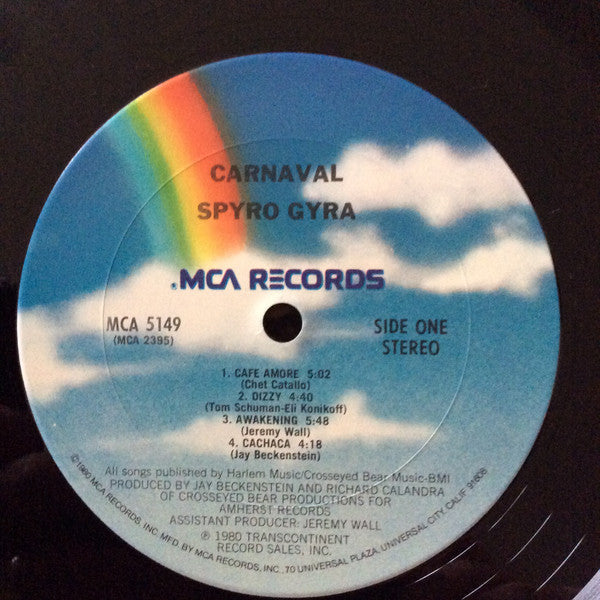 CARNAVAL
SPYRO GYRA
MCA RECORDS
MCA 5149
(MCA 2395)
SIDE ONE
STEREO
1. CAFE AMORE 5:02
(Chet Catallo)
2. DIZZY 4:40
(Tom Schuman-Eli Konikoff)
3. AWAKENING 5:48
(Jeremy Wall)
4. CACHACA 4:18
(Jay Beckenstein)
All songs published by Harlem Music/Crosseyed Bear Music-BMI
PRODUCED BY JAY BECKENSTEIN AND RICHARD CALANDRA
OF CROSSEYED BEAR PRODUCTIONS FOR
AMHERST RECORDS
ASSISTANT PRODUCER: JEREMY WALL
℗ 1980 TRANSCONTINENT
RECORD SALES, INC.
©1980 MCA RECORDS, INC. MFD. BY MCA RECORDS, INC., 70 UNIVERSAL PLAZA, UNIVERSAL CITY, CALIF. 91608